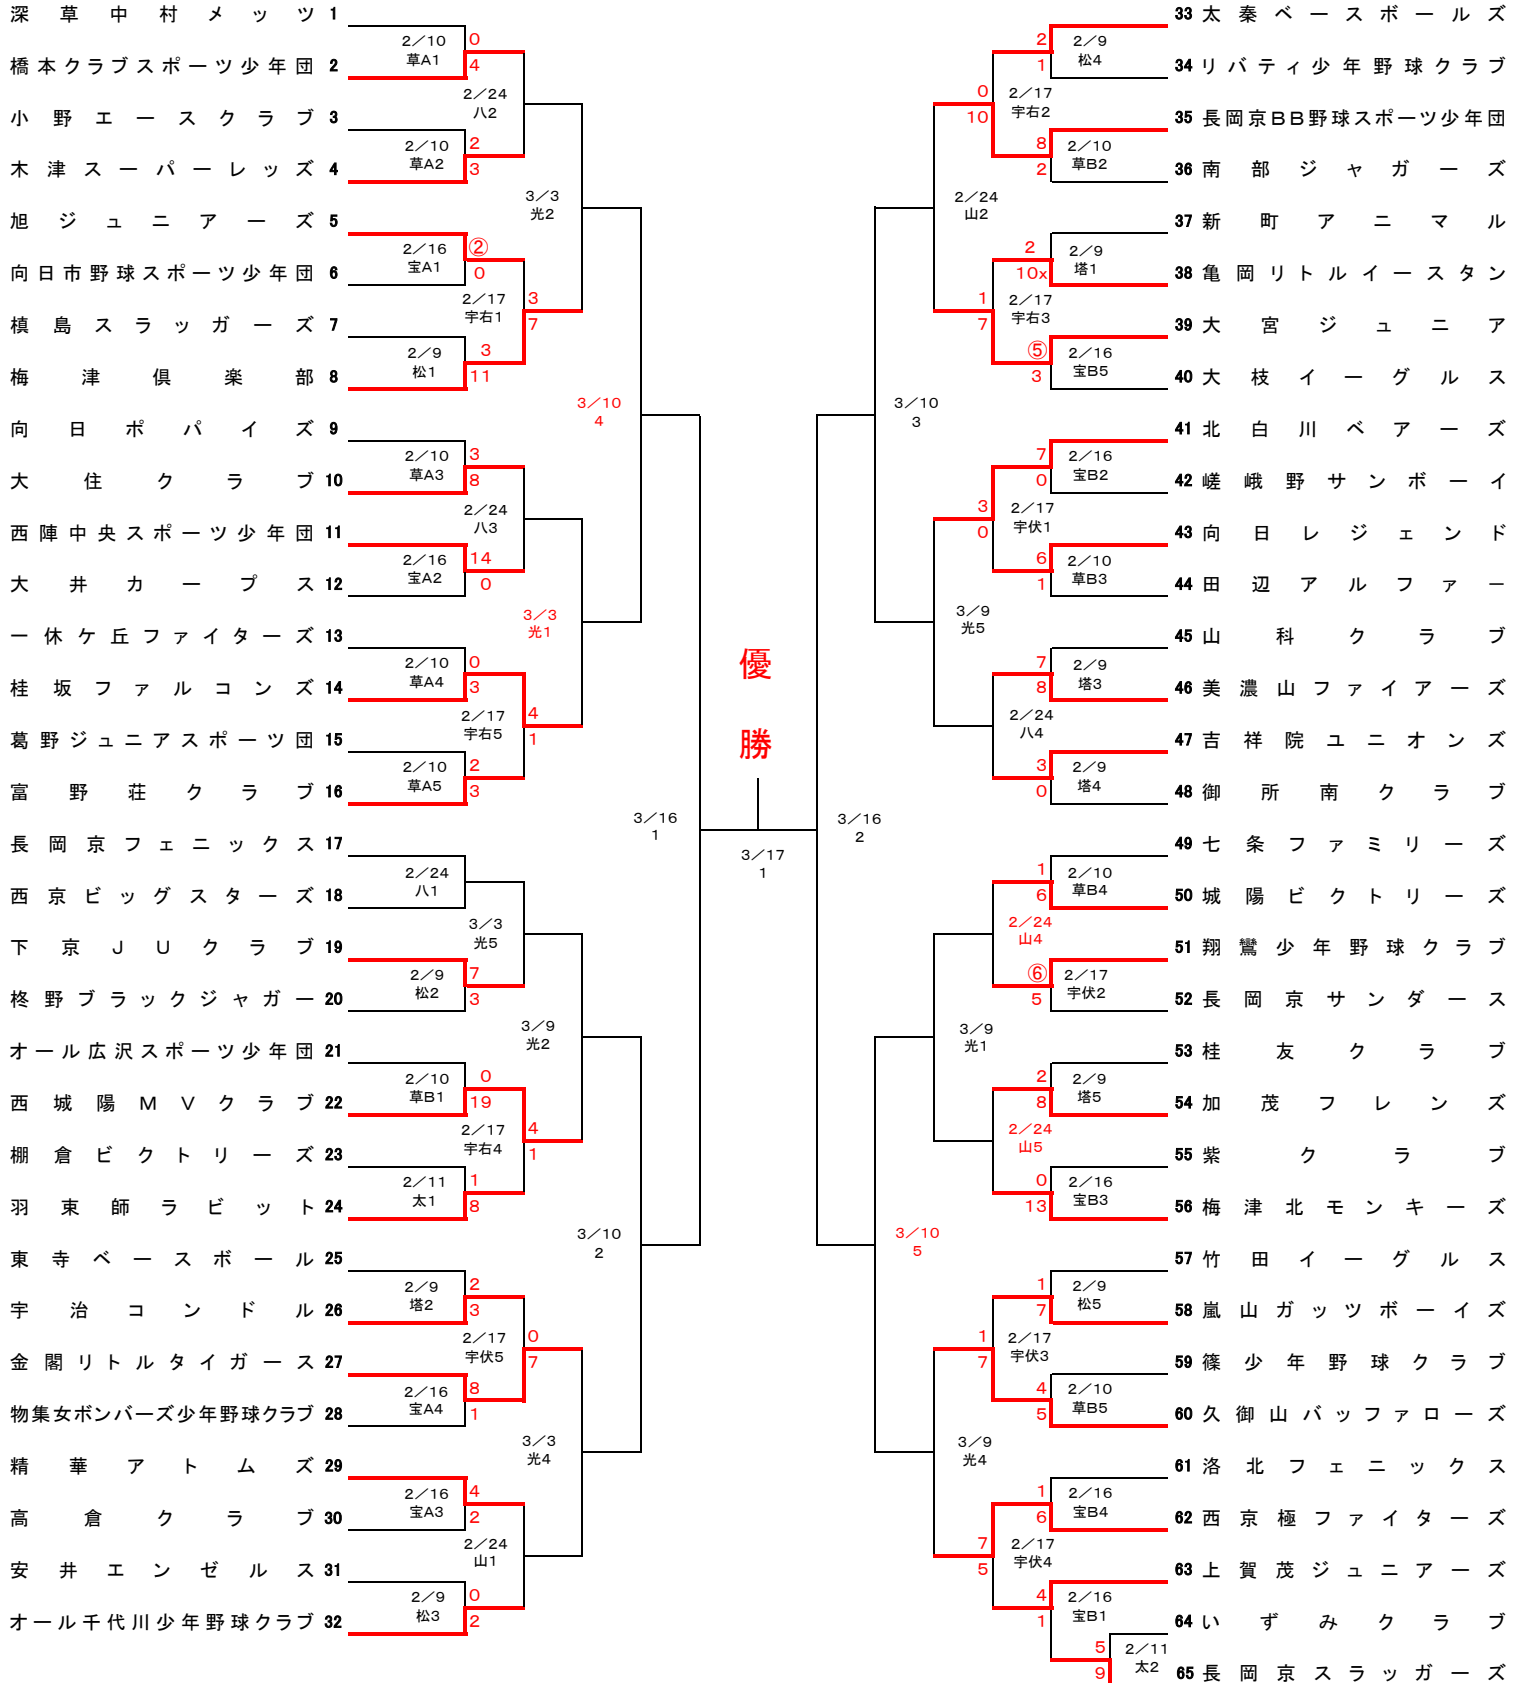 深草中村メッツ 1
2／10 0
草A1
橋本クラブスポーツ少年団 2 4
2／24
八2
小野エースクラブ 3
2／10 2
草A2
木津スーパーレッズ 4 3
3／3
光2
旭ジュニアーズ 5
2／16 ②
宝A1
向日市野球スポーツ少年団 6 0
2／17 3
宇右1 7
槙島スラッガーズ 7
2／9 3
松1 11
梅津倶楽部 8
3／10
4
向日ポパイズ 9
2／10 3
草A3 8
大住クラブ 10
2／24
八3
西陣中央スポーツ少年団 11
2／16 14
宝A2 0
大井カープス 12
3／3
光1
一休ケ丘ファイターズ 13
2／10 0
草A4 3
桂坂ファルコンズ 14
2／17 4
宇右5 1
葛野ジュニアスポーツ団 15
2／10 2
草A5 3
富野荘クラブ 16
3／16
1
長岡京フェニックス 17
2／24
八1
西京ビッグスターズ 18
3／3
光5
下京JUクラブ 19
2／9 7
松2 3
柊野ブラックジャガー 20
3／9
光2
オール広沢スポーツ少年団 21
2／10 0
草B1 19
西城陽MVクラブ 22
2／17 4
宇右4 1
棚倉ビクトリーズ 23
2／11 1
太1 8
羽束師ラビット 24
3／10
2
東寺ベースボール 25
2／9 2
塔2 3
宇治コンドル 26
2／17 0
宇伏5 7
金閣リトルタイガース 27
2／16 8
宝A4 1
物集女ボンバーズ少年野球クラブ 28
3／3
光4
精華アトムズ 29
2／16 4
宝A3 2
高倉クラブ 30
2／24
山1
安井エンゼルス 31
2／9 0
松3 2
オール千代川少年野球クラブ 32
優
勝
3／17
1
33 太秦ベースボールズ
2 2／9
1 松4
34 リバティ少年野球クラブ
0 2／17
10 宇右2
35 長岡京BB野球スポーツ少年団
8 2／10
2 草B2
36 南部ジャガーズ
2／24
山2
37 新町アニマル
2 2／9
10x 塔1
38 亀岡リトルイースタン
1 2／17
7 宇右3
39 大宮ジュニア
⑤ 2／16
3 宝B5
40 大枝イーグルス
3／10
3
41 北白川ベアーズ
7 2／16
0 宝B2
42 嵯峨野サンボーイ
3 2／17
0 宇伏1
43 向日レジェンド
6 2／10
1 草B3
44 田辺アルファー
3／9
光5
45 山科クラブ
7 2／9
8 塔3
46 美濃山ファイアーズ
2／24
八4
47 吉祥院ユニオンズ
3 2／9
0 塔4
48 御所南クラブ
3／16
2
49 七条ファミリーズ
1 2／10
6 草B4
50 城陽ビクトリーズ
2／24
山4
51 翔鸞少年野球クラブ
⑥ 2／17
5 宇伏2
52 長岡京サンダース
3／9
光1
53 桂友クラブ
2 2／9
8 塔5
54 加茂フレンズ
2／24
山5
55 紫クラブ
0 2／16
13 宝B3
56 梅津北モンキーズ
3／10
5
57 竹田イーグルス
1 2／9
7 松5
58 嵐山ガッツボーイズ
1 2／17
7 宇伏3
59 篠少年野球クラブ
4 2／10
5 草B5
60 久御山バッファローズ
3／9
光4
61 洛北フェニックス
1 2／16
6 宝B4
62 西京極ファイターズ
7 2／17
5 宇伏4
63 上賀茂ジュニアーズ
4 2／16
1 宝B1
64 いずみクラブ
5 2／11
9 太2
65 長岡京スラッガーズ